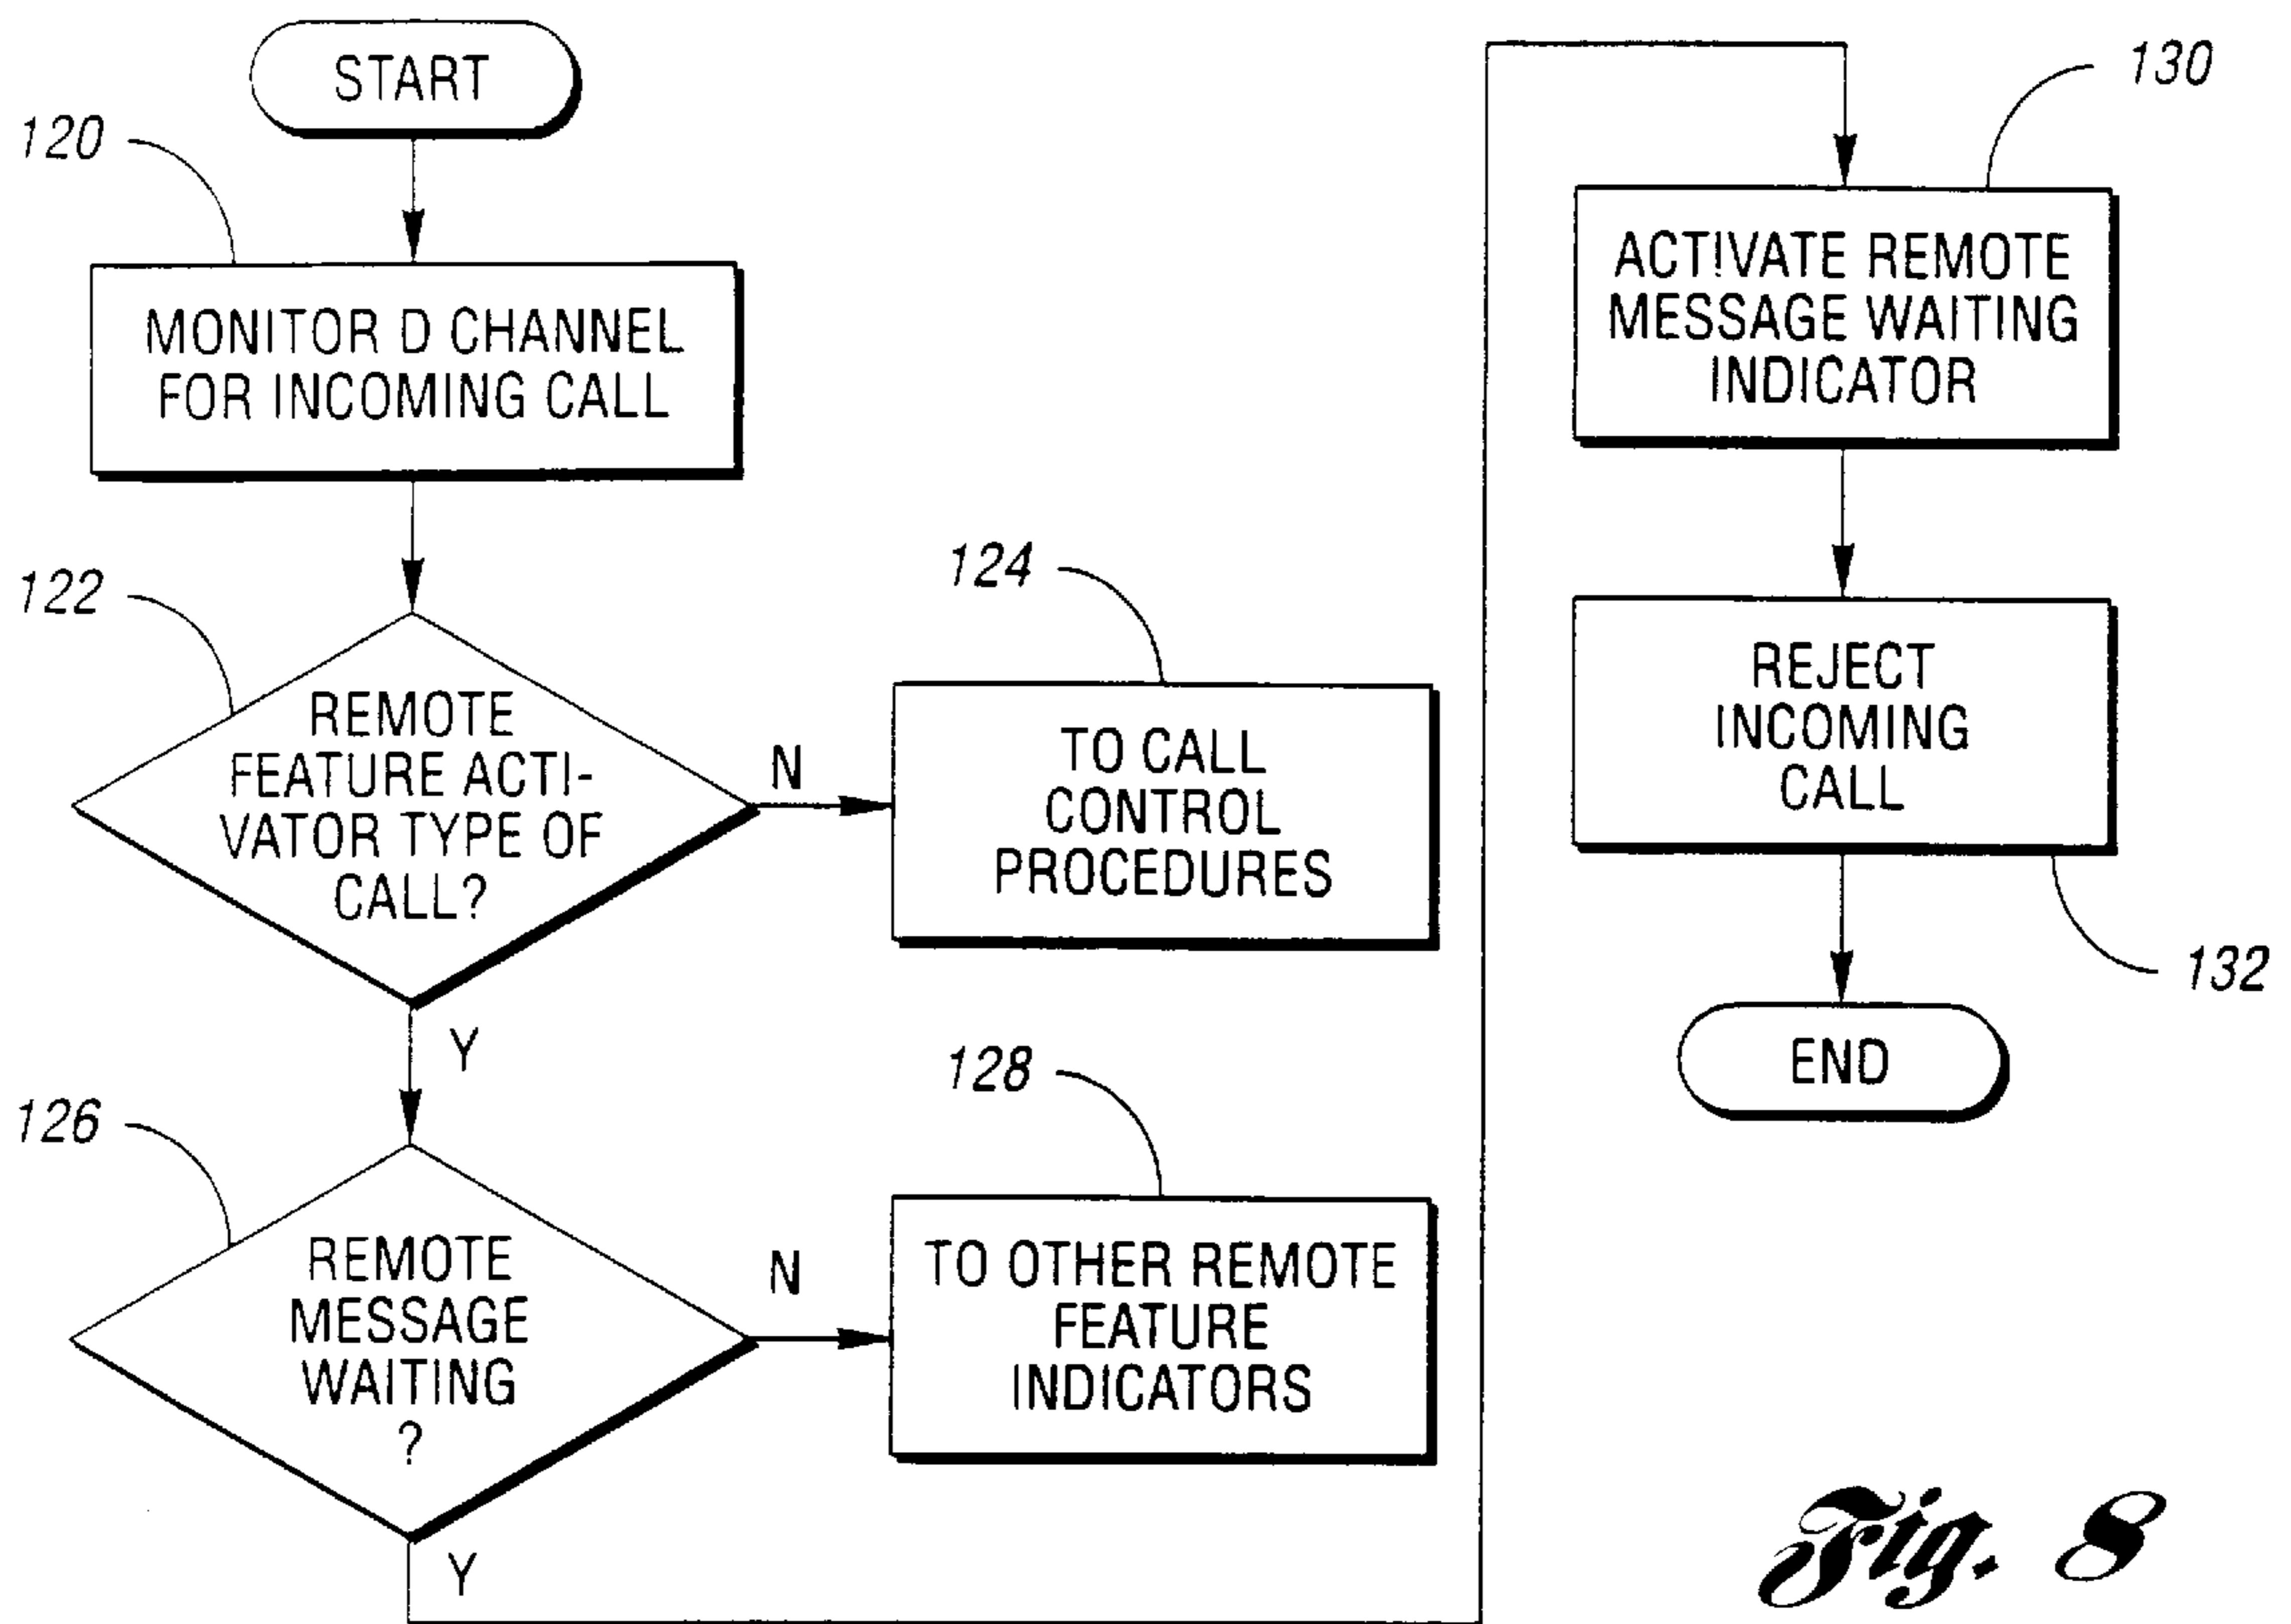 START
120
MONITOR D CHANNEL
FOR INCOMING CALL
122
REMOTE
FEATURE ACTI-
VATOR TYPE OF
CALL?
N
124
TO CALL
CONTROL
PROCEDURES
Y
126
REMOTE
MESSAGE
WAITING
?
N
128
TO OTHER REMOTE
FEATURE
INDICATORS
Y
130
ACTIVATE REMOTE
MESSAGE WAITING
INDICATOR
REJECT
INCOMING
CALL
132
END
Fig. 8